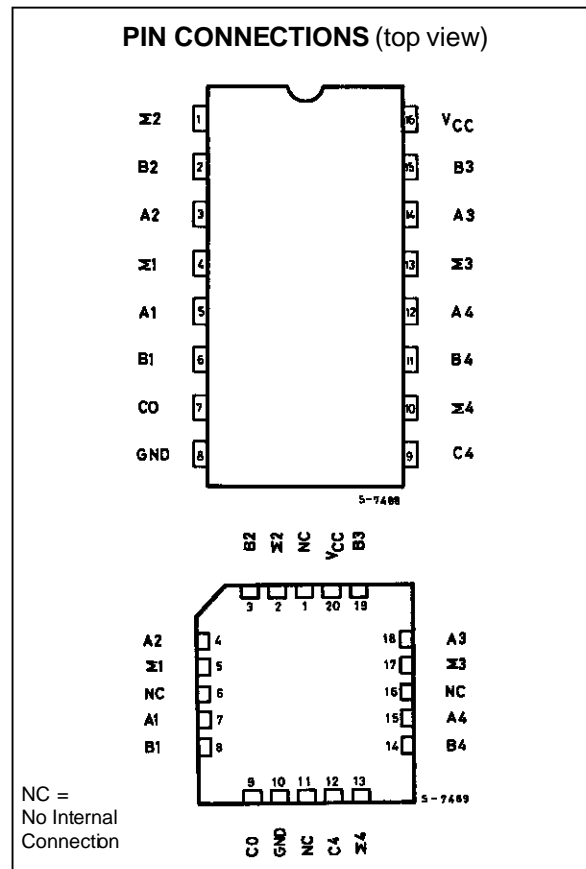 PIN CONNECTIONS (top view)
Σ2 1 16 VCC
B2 2 15 B3
A2 3 14 A3
Σ1 4 13 Σ3
A1 5 12 A4
B1 6 11 B4
C0 7 10 Σ4
GND 8 9 C4
S-7488
B2 Σ2 NC VCC B3
3 2 1 20 19
A2 4 18 A3
Σ1 5 17 Σ3
NC 6 16 NC
A1 7 15 A4
B1 8 14 B4
9 10 11 12 13
S-7489
C0 GND NC C4 Σ4
NC =
No Internal
Connection